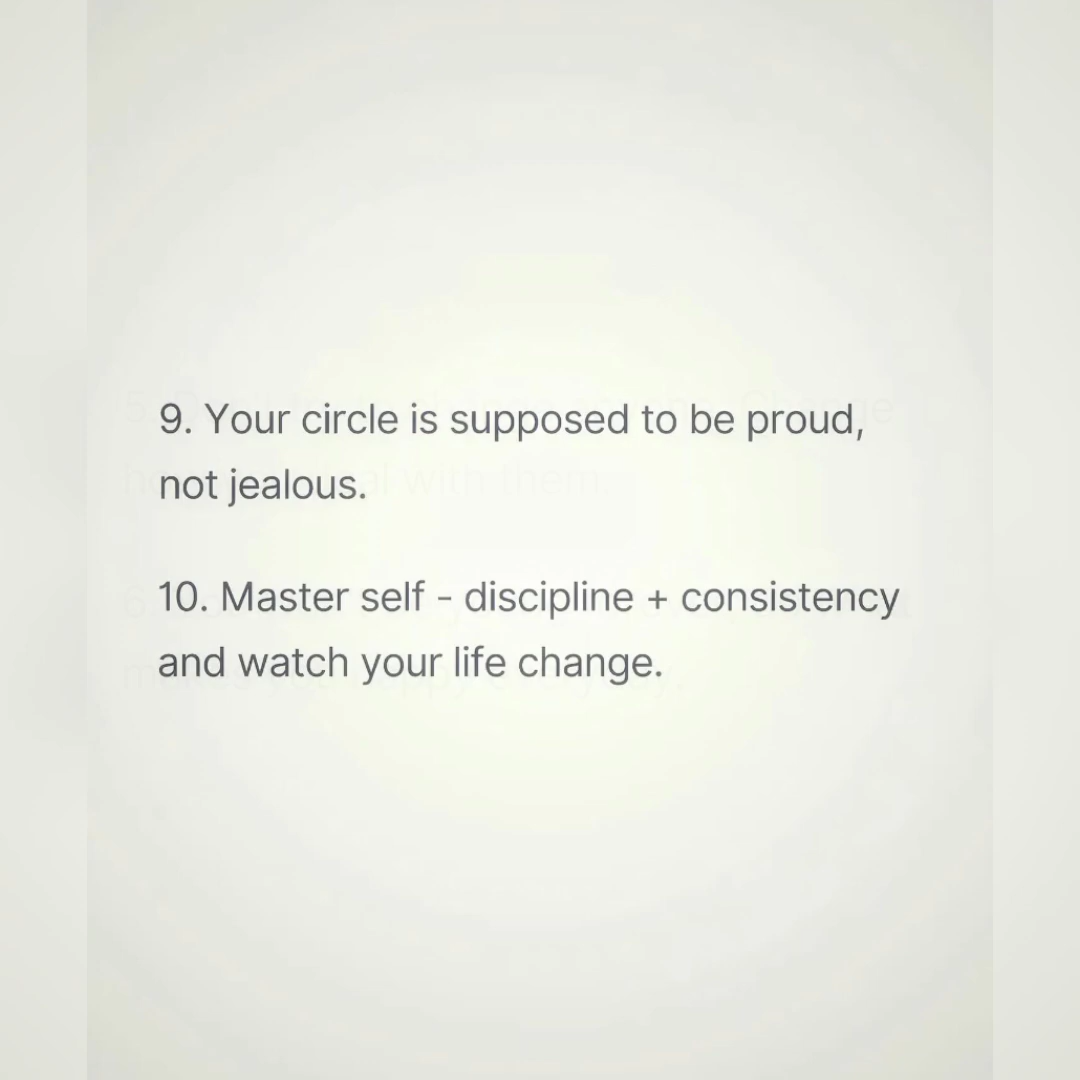 9. Your circle is supposed to be proud,
not jealous.
10. Master self - discipline + consistency
and watch your life change.